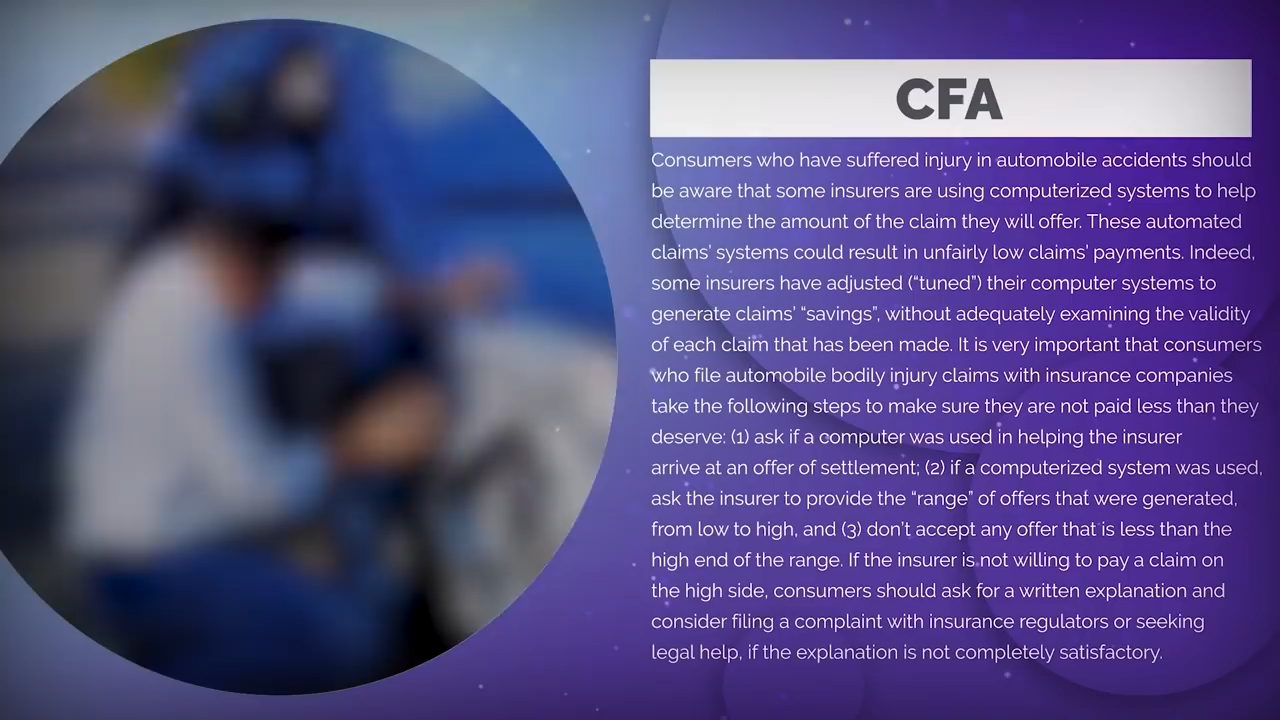 CFA
Consumers who have suffered injury in automobile accidents should
be aware that some insurers are using computerized systems to help
determine the amount of the claim they will offer. These automated
claims' systems could result in unfairly low claims' payments. Indeed,
some insurers have adjusted (“tuned”) their computer systems to
generate claims' “savings”, without adequately examining the validity
of each claim that has been made. It is very important that consumers
who file automobile bodily injury claims with insurance companies
take the following steps to make sure they are not paid less than they
deserve: (1) ask if a computer was used in helping the insurer
arrive at an offer of settlement; (2) if a computerized system was used,
ask the insurer to provide the “range” of offers that were generated,
from low to high, and (3) don't accept any offer that is less than the
high end of the range. If the insurer is not willing to pay a claim on
the high side, consumers should ask for a written explanation and
consider filing a complaint with insurance regulators or seeking
legal help, if the explanation is not completely satisfactory.